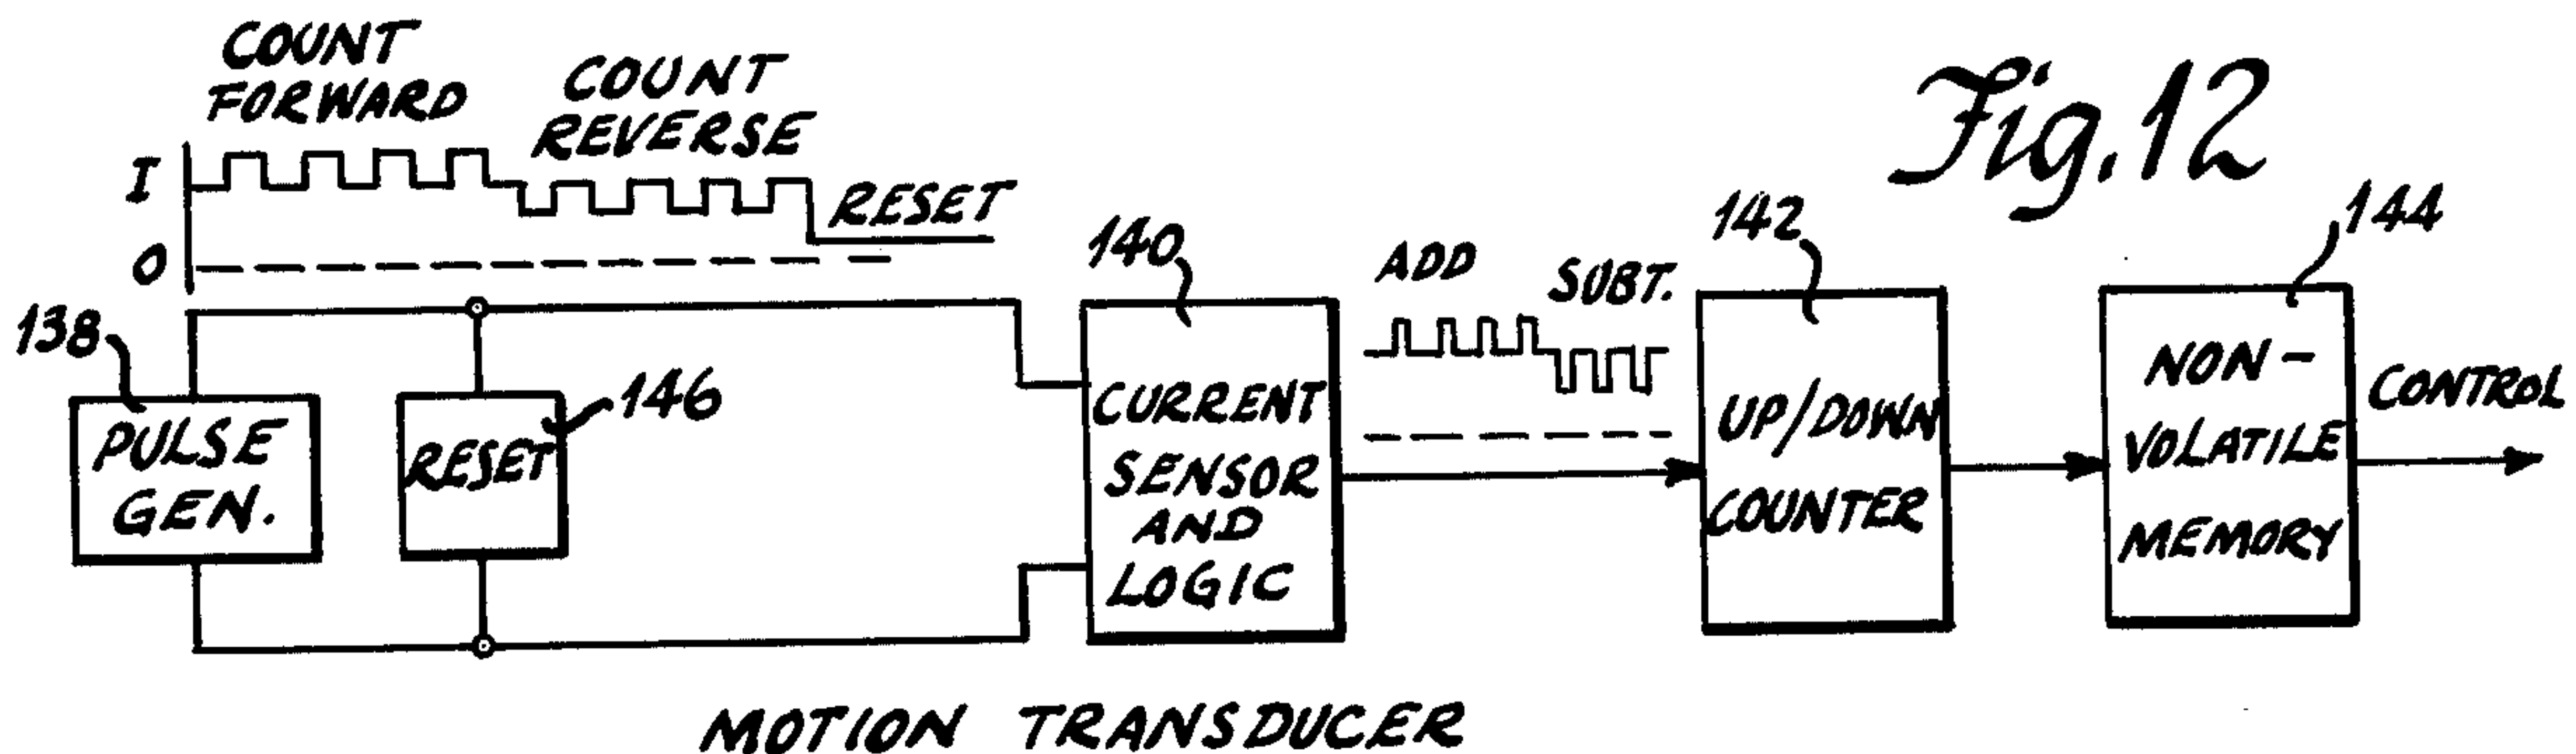 COUNT
FORWARD
COUNT
REVERSE
I
RESET
0
Fig.12
138
PULSE
GEN.
146
RESET
140
CURRENT
SENSOR
AND
LOGIC
ADD
SUBT.
142
UP/DOWN
COUNTER
144
NON-
VOLATILE
MEMORY
CONTROL
MOTION TRANSDUCER